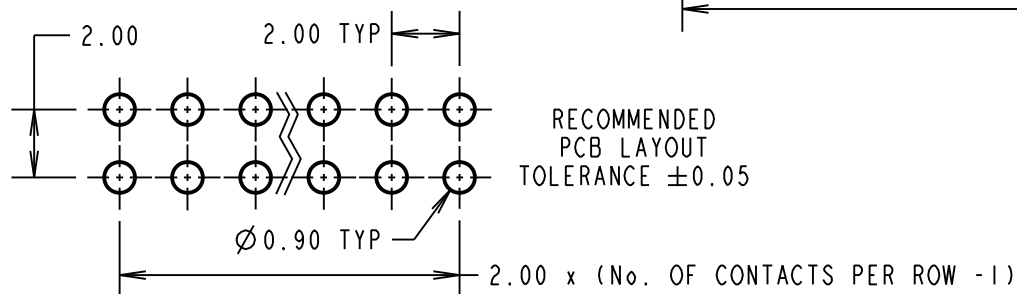 2.00
2.00 TYP
RECOMMENDED
PCB LAYOUT
TOLERANCE ±0.05
Ø0.90 TYP
2.00 x (No. OF CONTACTS PER ROW -1)